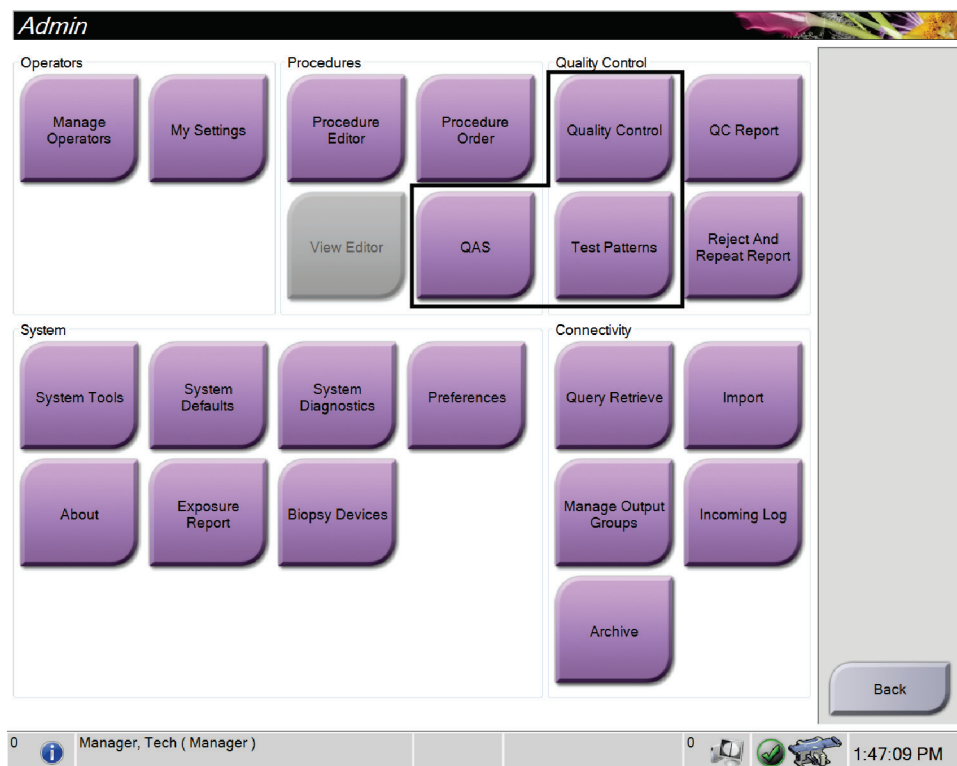 Admin
Operators
Procedures
Quality Control
Manage
Operators
My Settings
Procedure
Editor
Procedure
Order
Quality Control
QC Report
View Editor
QAS
Test Patterns
Reject And
Repeat Report
System
Connectivity
System Tools
System
Defaults
System
Diagnostics
Preferences
Query Retrieve
Import
About
Exposure
Report
Biopsy Devices
Manage Output
Groups
Incoming Log
Archive
Back
0
Manager, Tech ( Manager )
0
1:47:09 PM